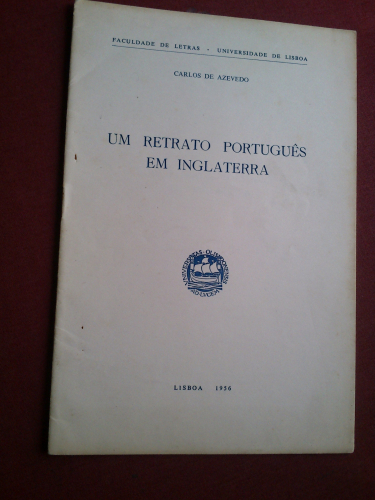 FACULDADE DE LETRAS - UNIVERSIDADE DE LISBOA
CARLOS DE AZEVEDO
UM RETRATO PORTUGUÊS
EM INGLATERRA
LISBOA 1956